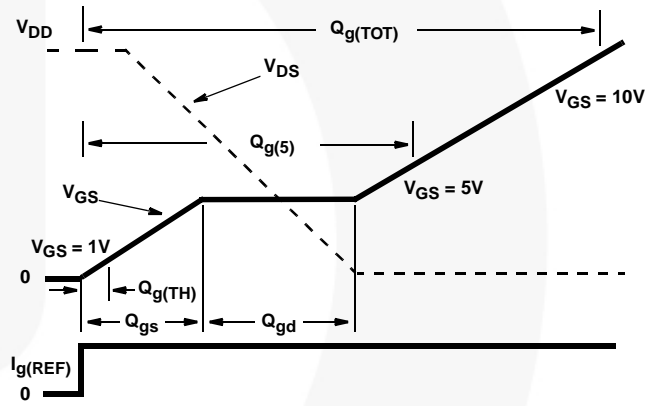 V_DD
Q_g(TOT)
V_DS
V_GS = 10V
Q_g(5)
V_GS = 5V
V_GS
V_GS = 1V
0
Q_g(TH)
Q_gs
Q_gd
I_g(REF)
0